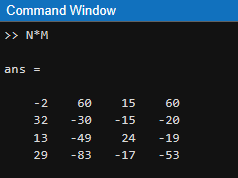 Command Window
>> N*M
ans =
-2 60 15 60
32 -30 -15 -20
13 -49 24 -19
29 -83 -17 -53